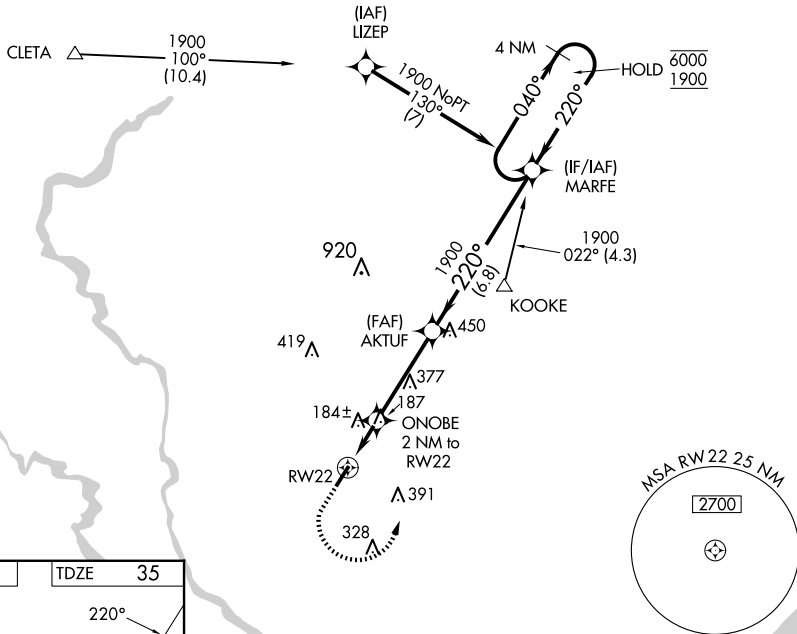 (IAF)
LIZEP
CLETA
1900
100°
(10.4)
4 NM
HOLD
6000
1900
1900 NoPT
130°
(7)
040°
220°
(IF/IAF)
MARFE
1900
220°
(6.8)
1900
022° (4.3)
KOOKE
920
(FAF)
AKTUF
450
419
377
187
184±
ONOBE
2 NM to
RW22
RW22
391
328
MSA RW22 25 NM
2700
TDZE 35
220°